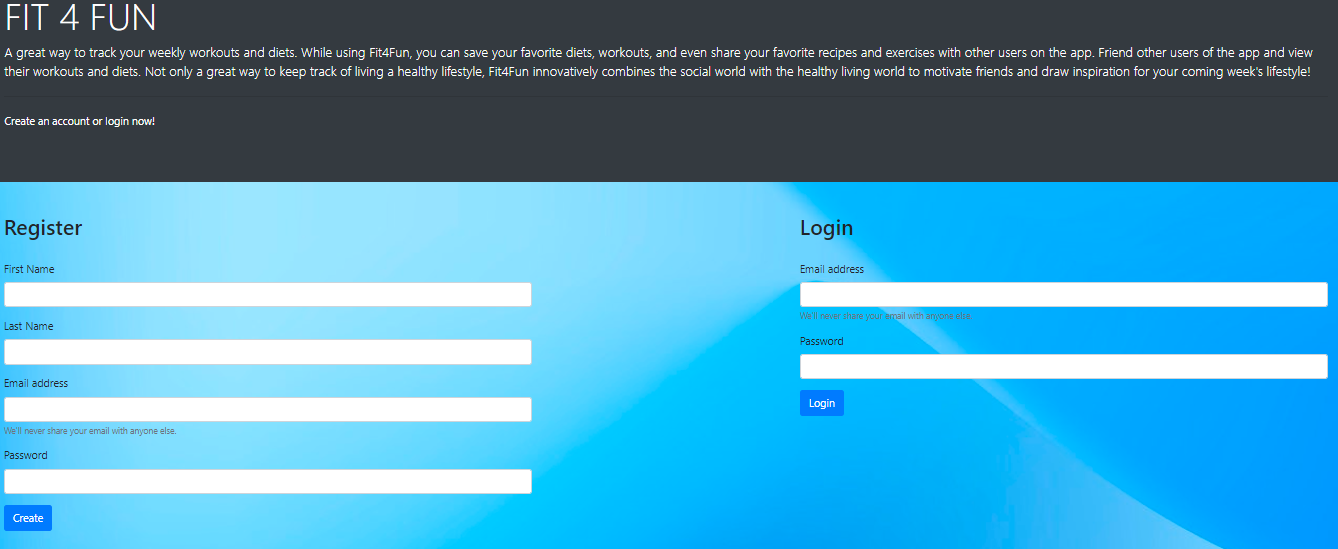 FIT 4 FUN
A great way to track your weekly workouts and diets. While using Fit4Fun, you can save your favorite diets, workouts, and even share your favorite recipes and exercises with other users on the app. Friend other users of the app and view
their workouts and diets. Not only a great way to keep track of living a healthy lifestyle, Fit4Fun innovatively combines the social world with the healthy living world to motivate friends and draw inspiration for your coming week's lifestyle!
Create an account or login now!
Register
First Name
Last Name
Email address
We'll never share your email with anyone else.
Password
Create
Login
Email address
We'll never share your email with anyone else.
Password
Login